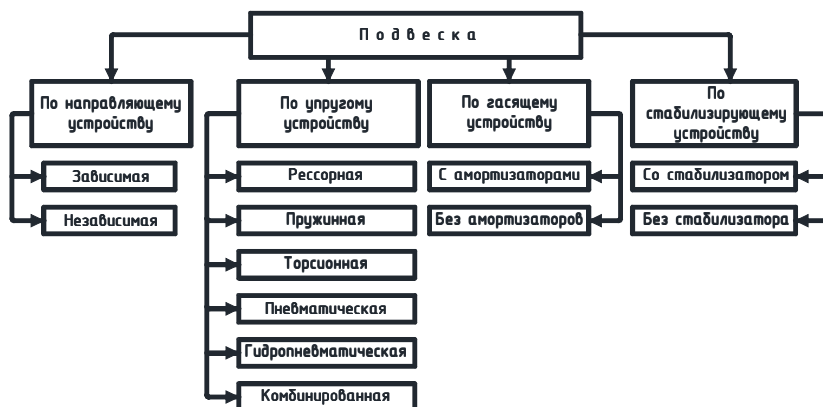 Подвеска
По направляющему
устройству
Зависимая
Независимая
По упругому
устройству
Рессорная
Пружинная
Торсионная
Пневматическая
Гидропневматическая
Комбинированная
По гасящему
устройству
С амортизаторами
Без амортизаторов
По
стабилизирующему
устройству
Со стабилизатором
Без стабилизатора